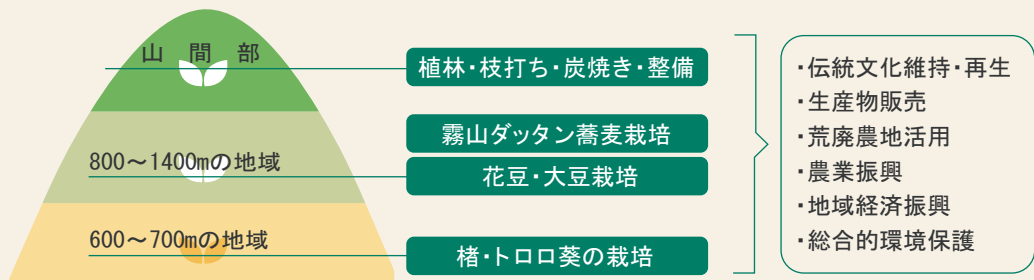 山間部
植林・枝打ち・炭焼き・整備
800～1400mの地域
霧山ダッタン蕎麦栽培
花豆・大豆栽培
600～700mの地域
楮・トロロ葵の栽培
・伝統文化維持・再生
・生産物販売
・荒廃農地活用
・農業振興
・地域経済振興
・総合的環境保護